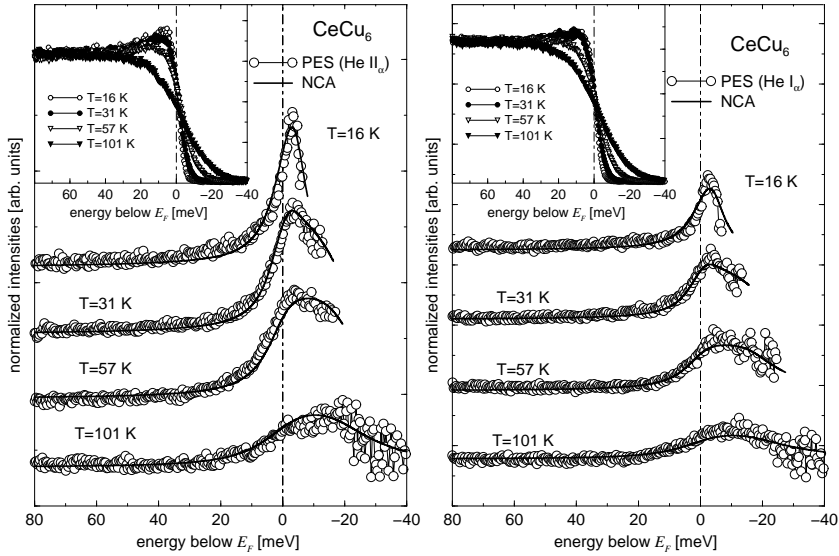 CeCu6
PES (He IIα)
NCA
T=16 K
T=31 K
T=57 K
T=101 K
60 40 20 0 -20 -40
energy below EF [meV]
T=16 K
T=31 K
T=57 K
T=101 K
normalized intensities [arb. units]
80 60 40 20 0 -20 -40
energy below EF [meV]
CeCu6
PES (He Iα)
NCA
T=16 K
T=31 K
T=57 K
T=101 K
60 40 20 0 -20 -40
energy below EF [meV]
T=16 K
T=31 K
T=57 K
T=101 K
normalized intensities [arb. units]
80 60 40 20 0 -20 -40
energy below EF [meV]